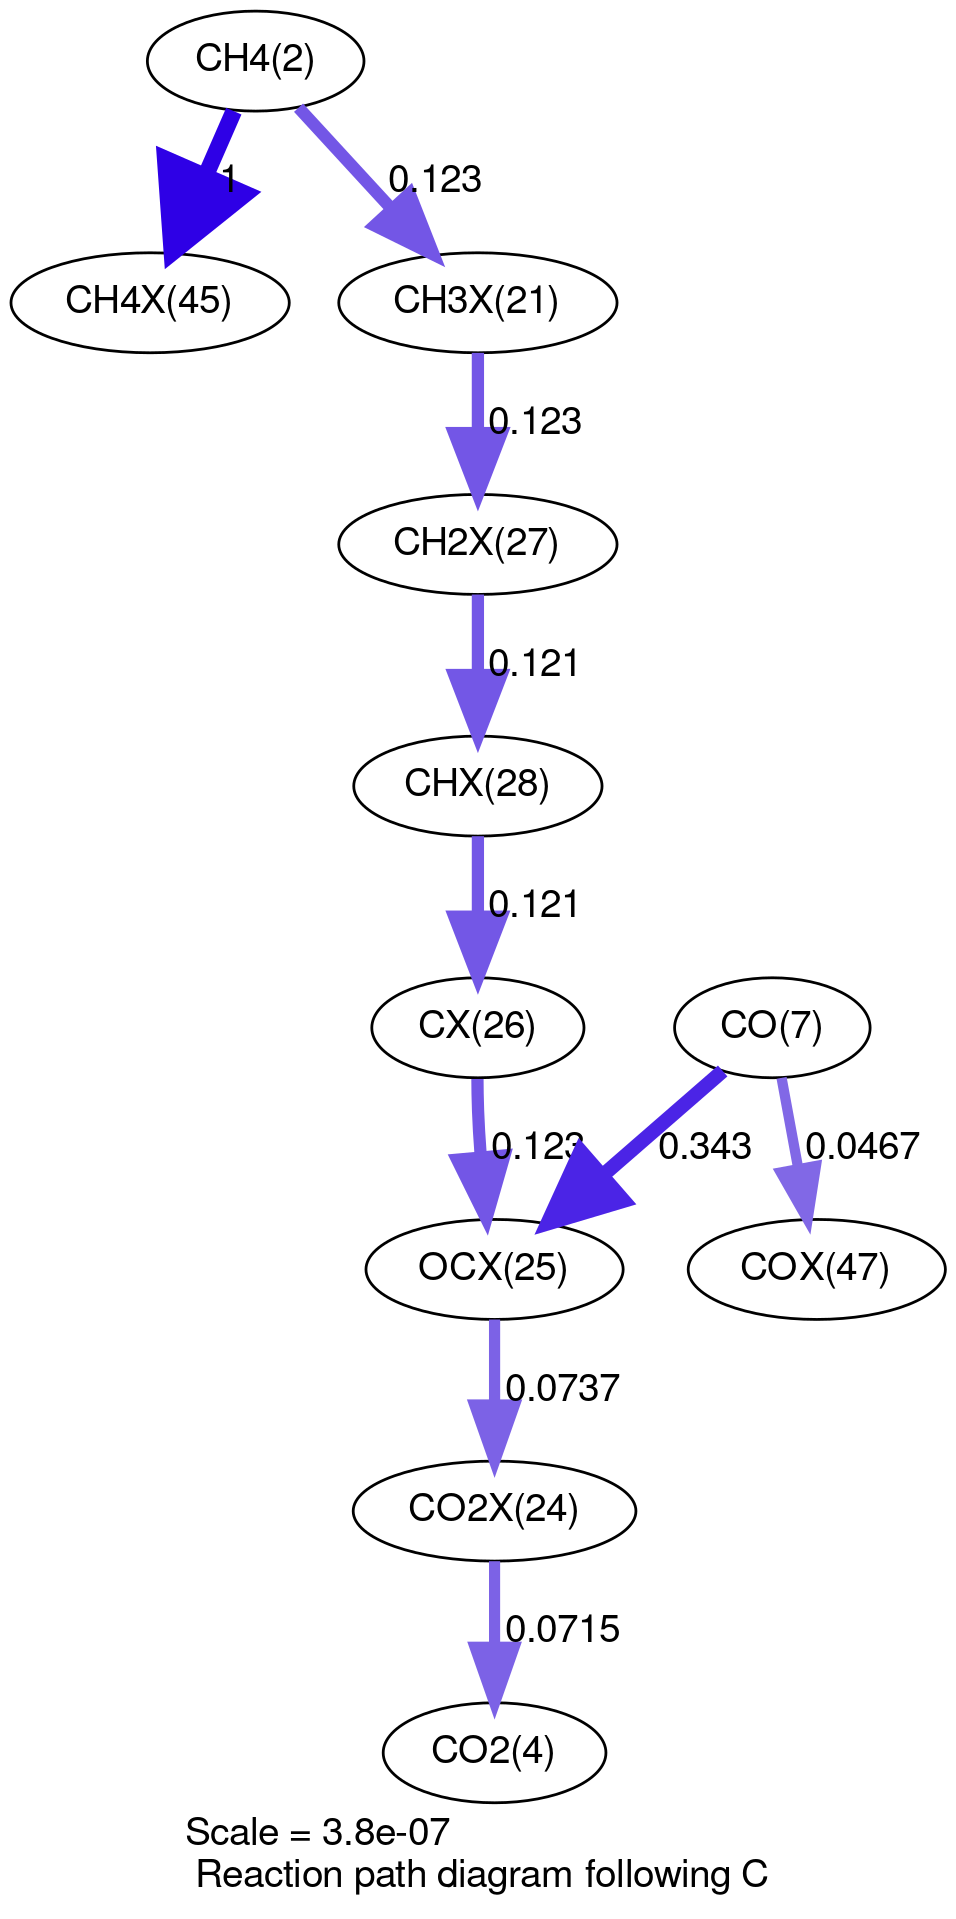 CH4(2)
1
0.123
CH4X(45)
CH3X(21)
0.123
CH2X(27)
0.121
CHX(28)
0.121
CX(26)
CO(7)
0.123
0.343
0.0467
OCX(25)
COX(47)
0.0737
CO2X(24)
0.0715
CO2(4)
Scale = 3.8e-07
Reaction path diagram following C